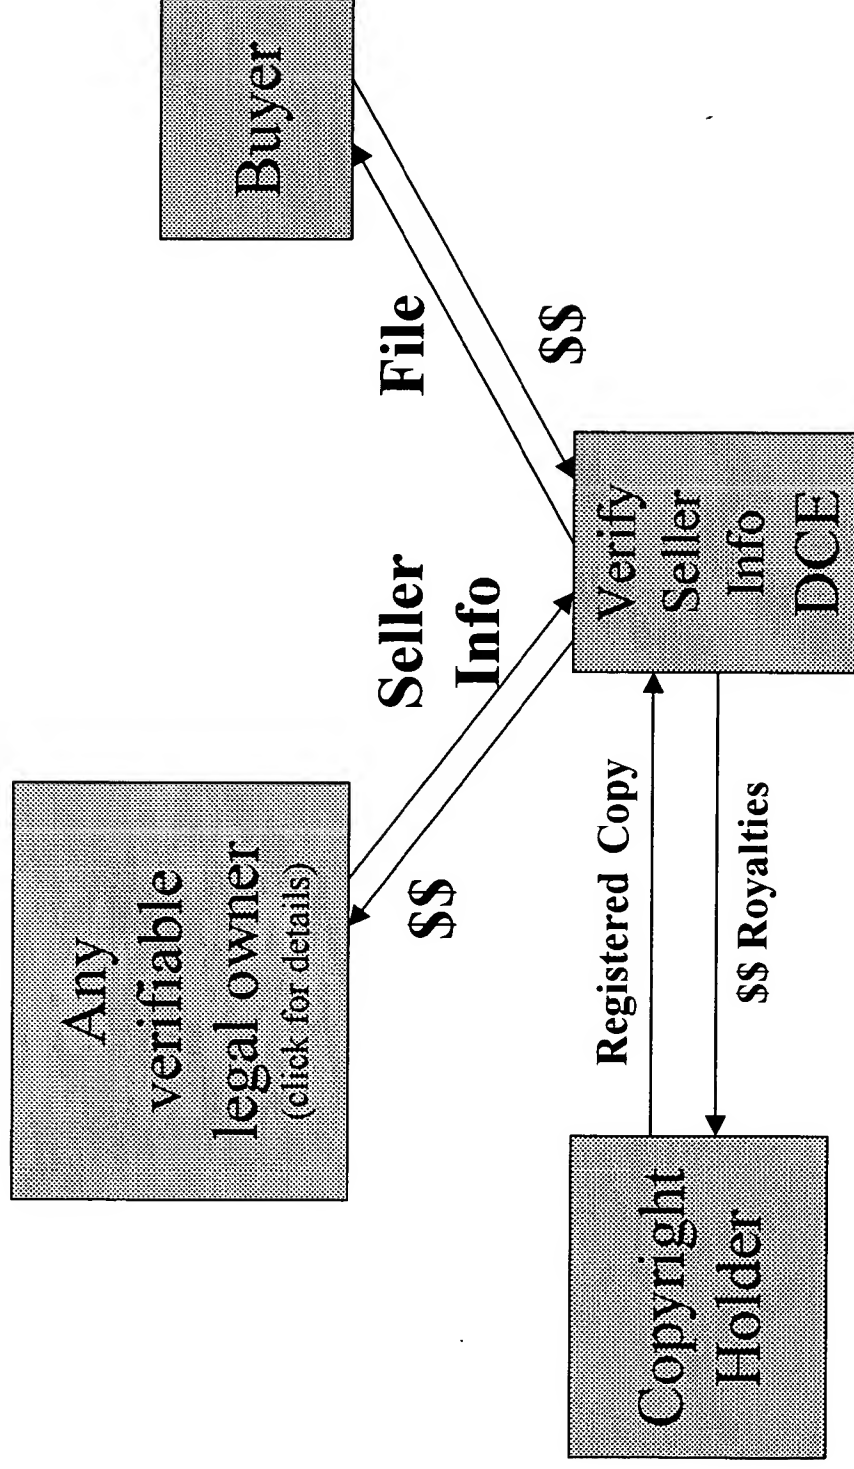 Any
verifiable
legal owner
(click for details)
Buyer
Seller
Info
File
$$
$$
Copyright
Holder
Registered Copy
$$ Royalties
Verify
Seller
Info
DCE